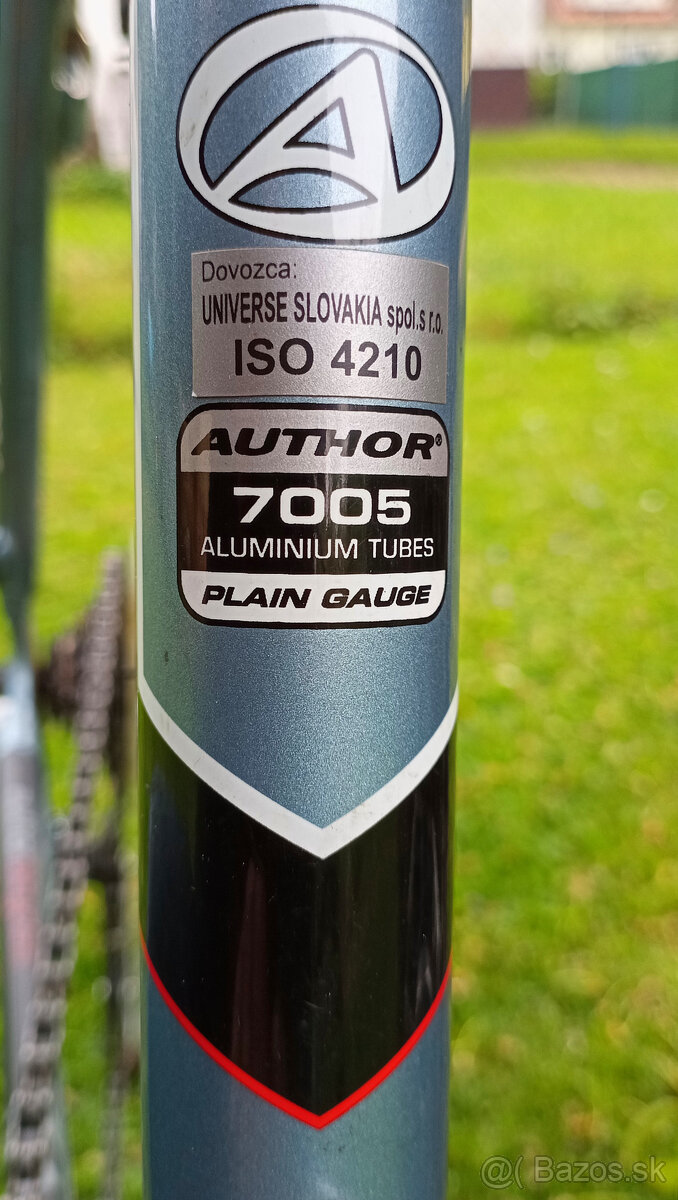 A
Dovozca:
UNIVERSE SLOVAKIA spol.s r.o.
ISO 4210
AUTHOR®
7005
ALUMINIUM TUBES
PLAIN GAUGE
@( Bazos.sk